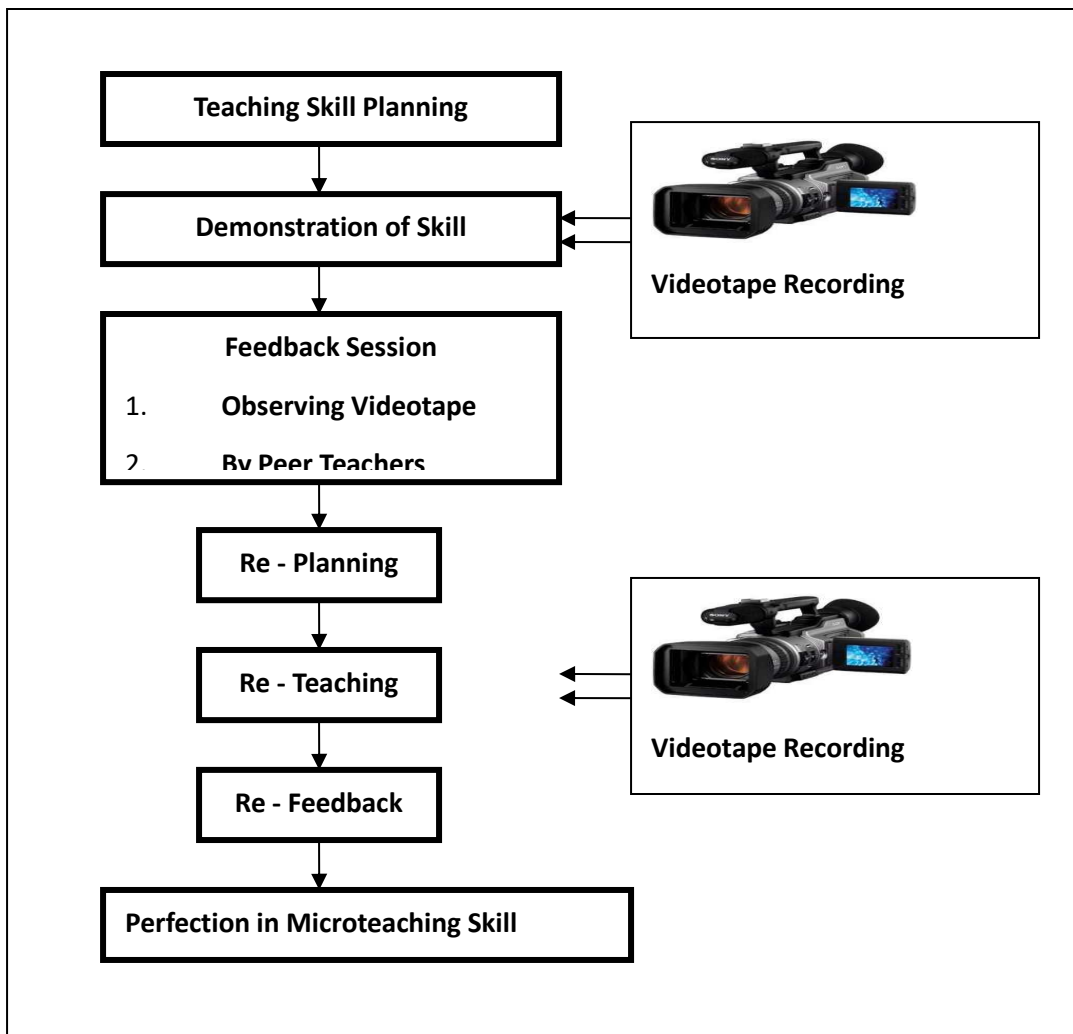 Teaching Skill Planning
Demonstration of Skill
Videotape Recording
Feedback Session
1. Observing Videotape
2. By Peer Teachers
Re - Planning
Re - Teaching
Videotape Recording
Re - Feedback
Perfection in Microteaching Skill